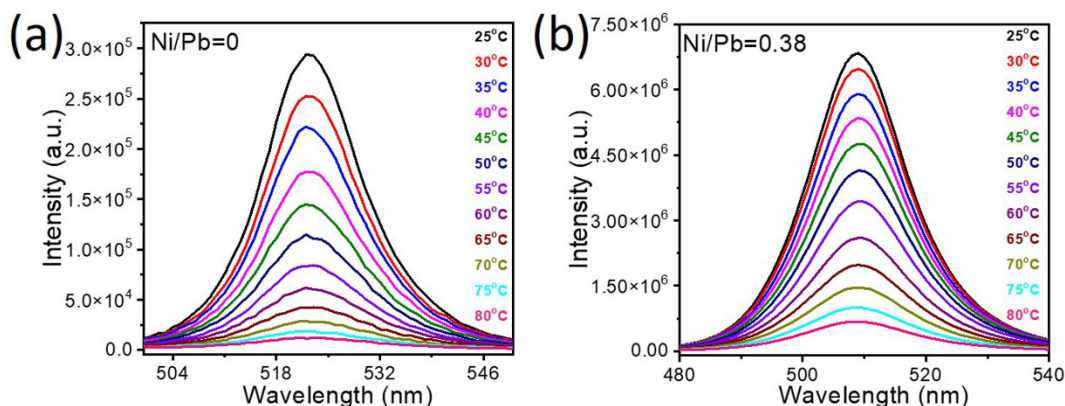 (a)
Ni/Pb=0
3.0×10⁵
2.5×10⁵
2.0×10⁵
1.5×10⁵
1.0×10⁵
5.0×10⁴
0.0
Intensity (a.u.)
25°C
30°C
35°C
40°C
45°C
50°C
55°C
60°C
65°C
70°C
75°C
80°C
504
518
532
546
Wavelength (nm)
(b)
Ni/Pb=0.38
7.50×10⁶
6.00×10⁶
4.50×10⁶
3.00×10⁶
1.50×10⁶
0.00
Intensity (a.u.)
25°C
30°C
35°C
40°C
45°C
50°C
55°C
60°C
65°C
70°C
75°C
80°C
480
500
520
540
Wavelength (nm)